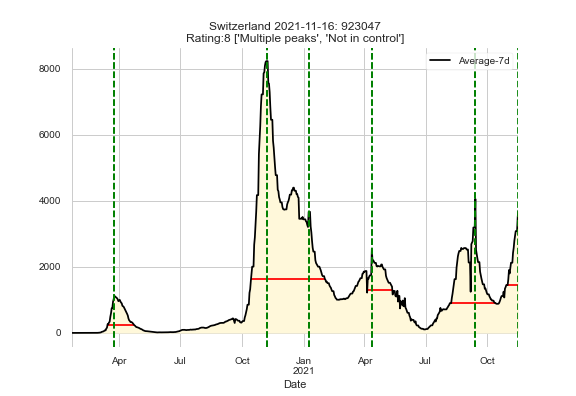 Switzerland 2021-11-16: 923047
Rating:8 ['Multiple peaks', 'Not in control']
Average-7d
8000
6000
4000
2000
0
Apr
Jul
Oct
Jan
2021
Apr
Jul
Oct
Date